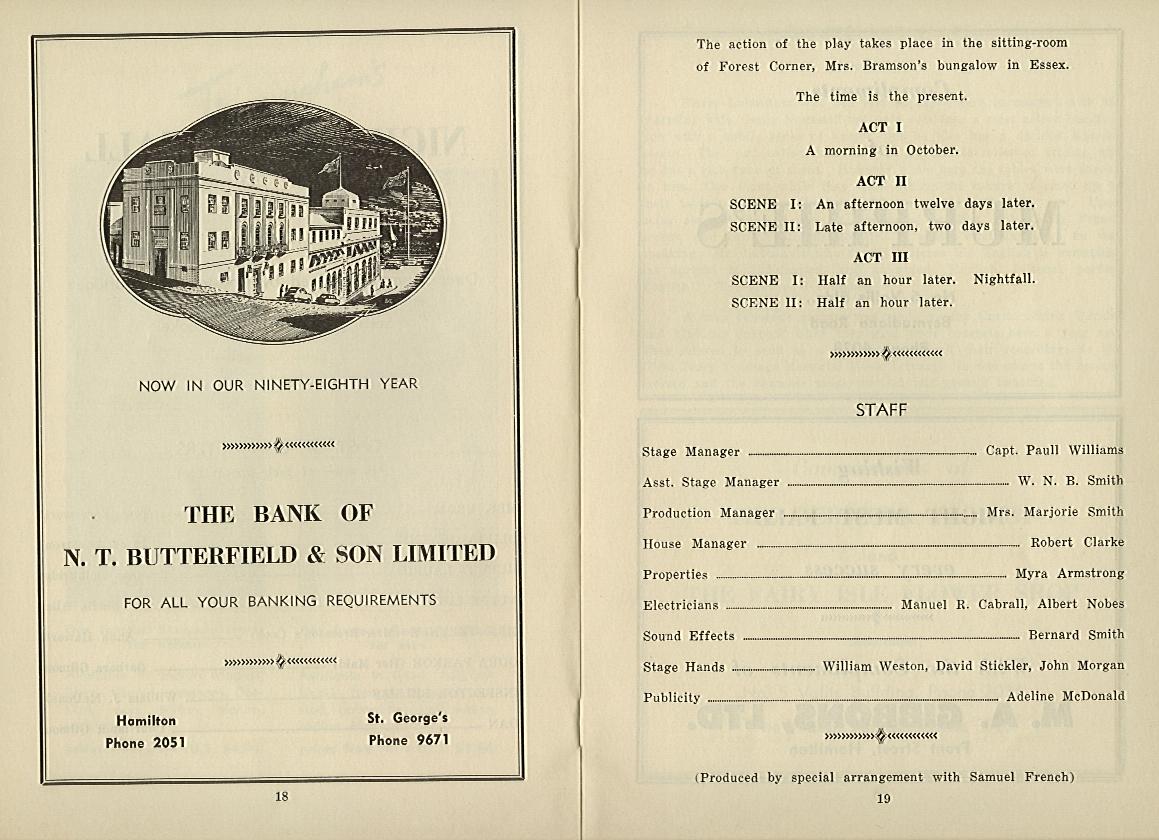 NOW IN OUR NINETY-EIGHTH YEAR
THE BANK OF
N. T. BUTTERFIELD & SON LIMITED
FOR ALL YOUR BANKING REQUIREMENTS
Hamilton
Phone 2051
St. George's
Phone 9671
18
The action of the play takes place in the sitting-room
of Forest Corner, Mrs. Bramson's bungalow in Essex.
The time is the present.
ACT I
A morning in October.
ACT II
SCENE I: An afternoon twelve days later.
SCENE II: Late afternoon, two days later.
ACT III
SCENE I: Half an hour later. Nightfall.
SCENE II: Half an hour later.
STAFF
Stage Manager Capt. Paull Williams
Asst. Stage Manager W. N. B. Smith
Production Manager Mrs. Marjorie Smith
House Manager Robert Clarke
Properties Myra Armstrong
Electricians Manuel R. Cabrall, Albert Nobes
Sound Effects Bernard Smith
Stage Hands William Weston, David Stickler, John Morgan
Publicity Adeline McDonald
(Produced by special arrangement with Samuel French)
19